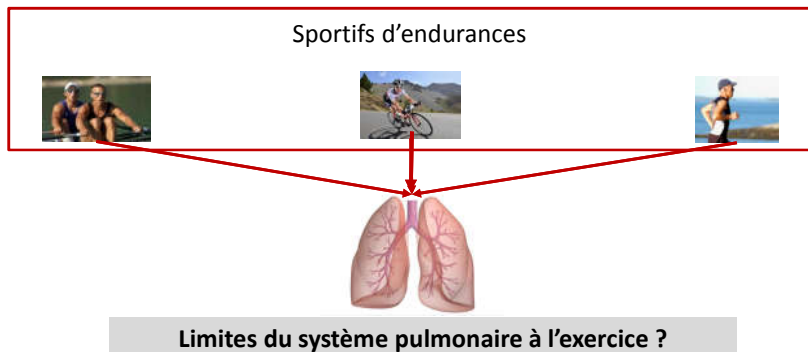 Sportifs d’endurances
Limites du système pulmonaire à l’exercice ?